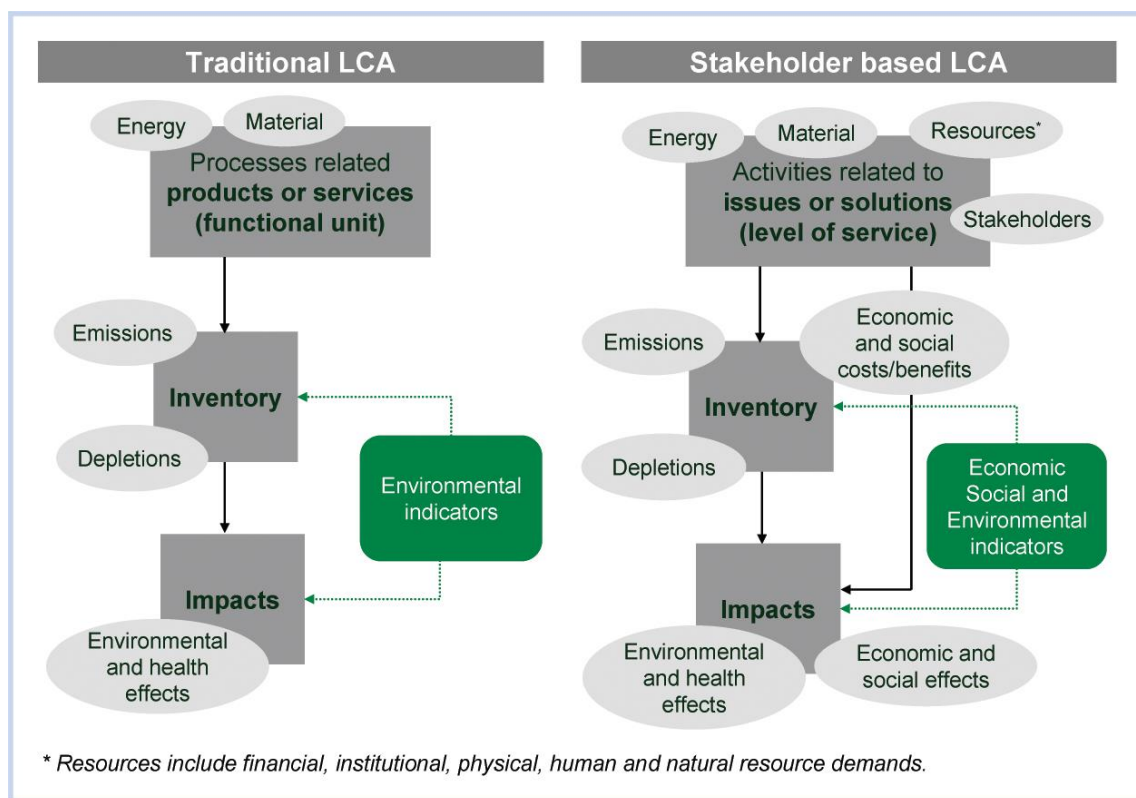 Traditional LCA
Energy
Material
Processes related
products or services
(functional unit)
Emissions
Inventory
Depletions
Environmental
indicators
Impacts
Environmental
and health
effects
Stakeholder based LCA
Energy
Material
Resources*
Activities related to
issues or solutions
(level of service)
Stakeholders
Emissions
Economic
and social
costs/benefits
Inventory
Depletions
Economic
Social and
Environmental
indicators
Impacts
Environmental
and health
effects
Economic and
social effects
* Resources include financial, institutional, physical, human and natural resource demands.